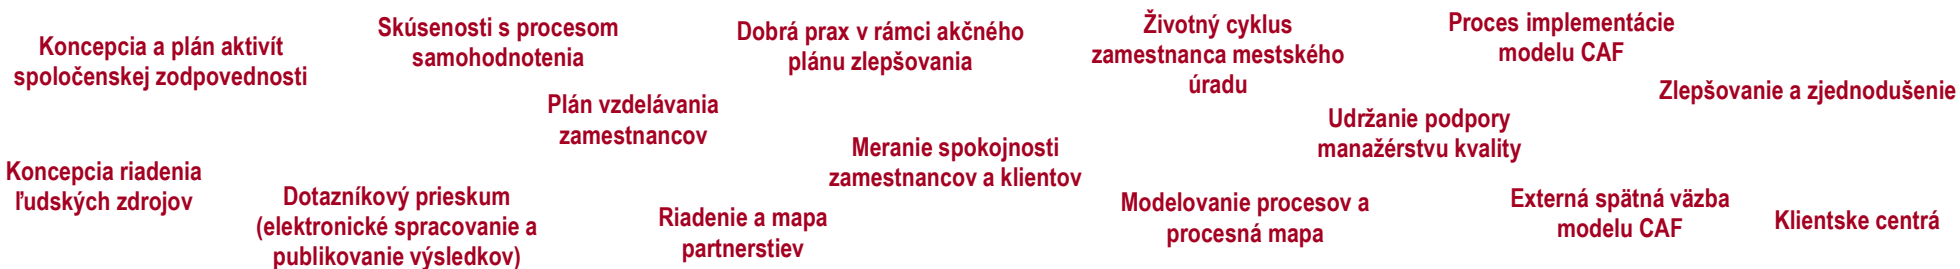 Koncepcia a plán aktivít
spoločenskej zodpovednosti
Skúsenosti s procesom
samohodnotenia
Dobrá prax v rámci akčného
plánu zlepšovania
Životný cyklus
zamestnanca mestského
úradu
Proces implementácie
modelu CAF
Zlepšovanie a zjednodušenie
Plán vzdelávania
zamestnancov
Udržanie podpory
manažérstvu kvality
Meranie spokojnosti
zamestnancov a klientov
Koncepcia riadenia
ľudských zdrojov
Dotazníkový prieskum
(elektronické spracovanie a
publikovanie výsledkov)
Riadenie a mapa
partnerstiev
Modelovanie procesov a
procesná mapa
Externá spätná väzba
modelu CAF
Klientske centrá